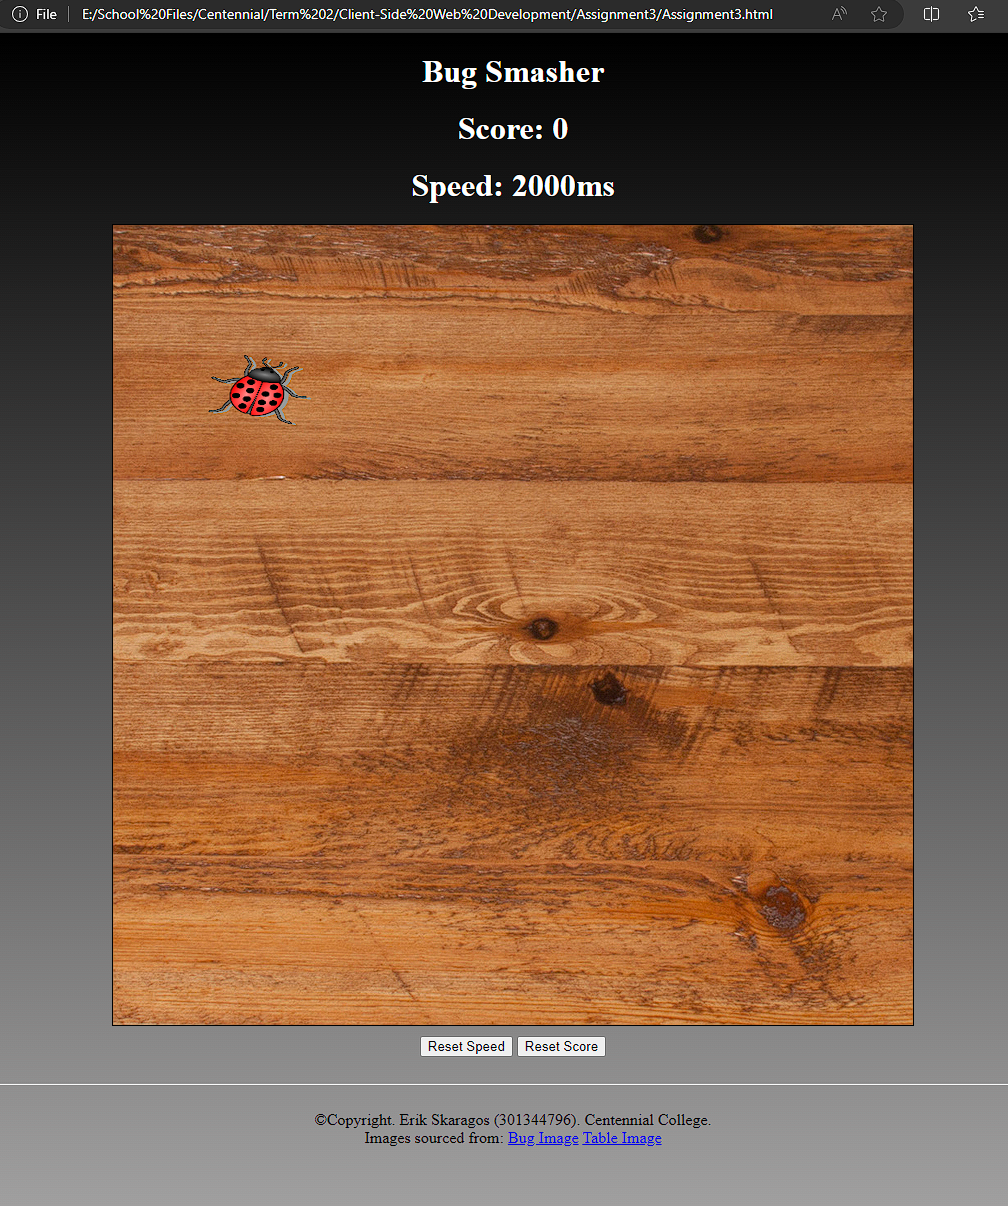 File E:/School%20Files/Centennial/Term%202/Client-Side%20Web%20Development/Assignment3/Assignment3.html
Bug Smasher
Score: 0
Speed: 2000ms
Reset Speed Reset Score
©Copyright. Erik Skaragos (301344796). Centennial College.
Images sourced from: Bug Image Table Image